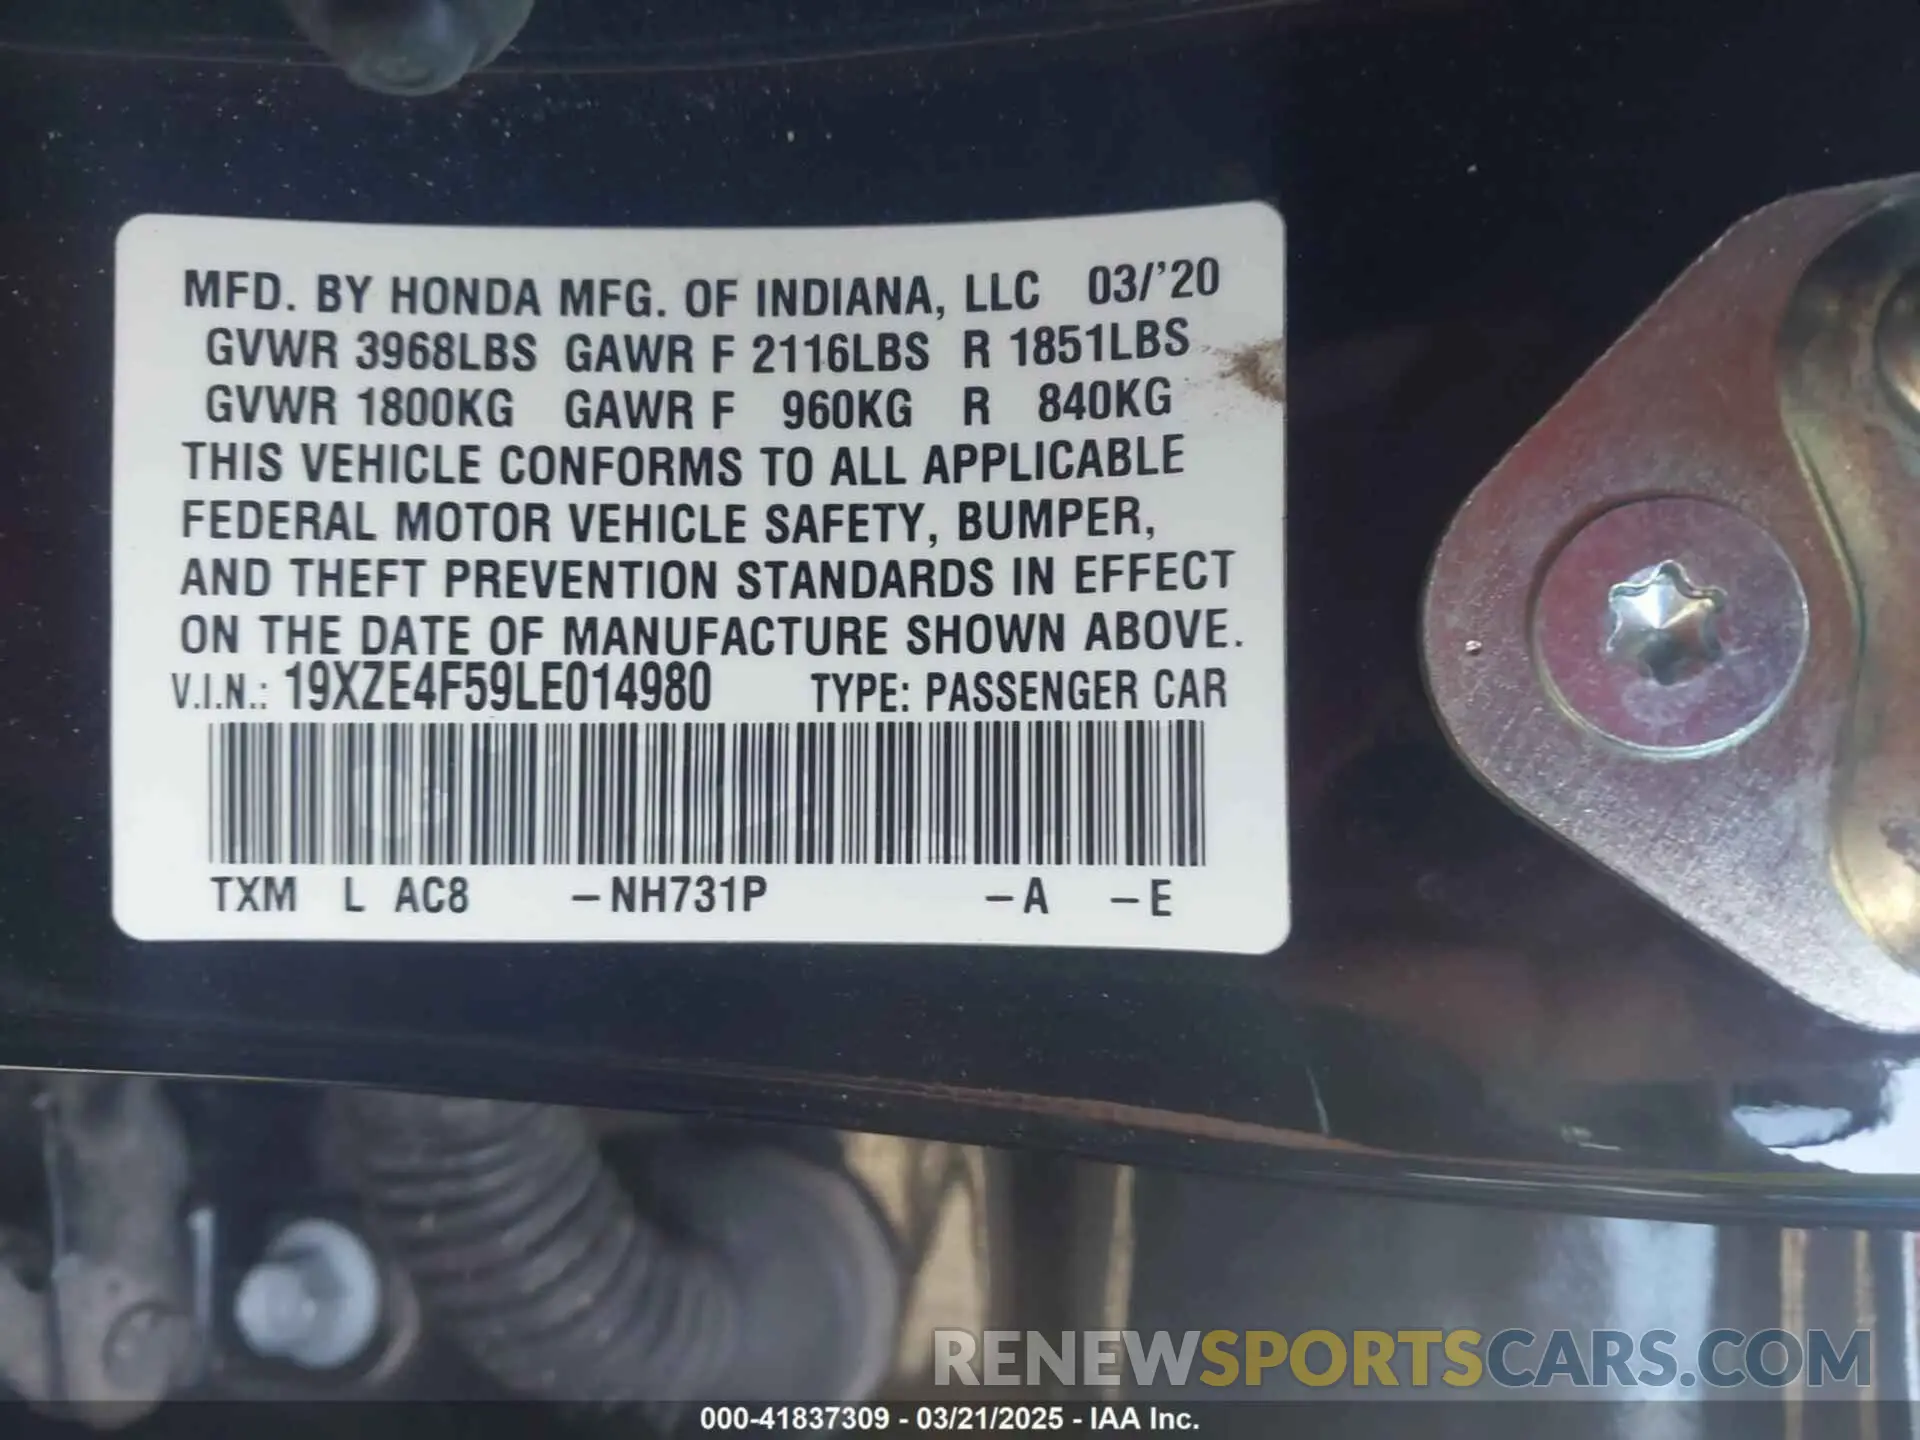 MFD. BY HONDA MFG. OF INDIANA, LLC 03/'20
GVWR 3968LBS GAWR F 2116LBS R 1851LBS
GVWR 1800KG GAWR F 960KG R 840KG
THIS VEHICLE CONFORMS TO ALL APPLICABLE
FEDERAL MOTOR VEHICLE SAFETY, BUMPER,
AND THEFT PREVENTION STANDARDS IN EFFECT
ON THE DATE OF MANUFACTURE SHOWN ABOVE.
V.I.N.: 19XZE4F59LE014980 TYPE: PASSENGER CAR
TXM L AC8 –NH731P –A –E
RENEWSPORTSCARS.COM
000-41837309 - 03/21/2025 - IAA Inc.